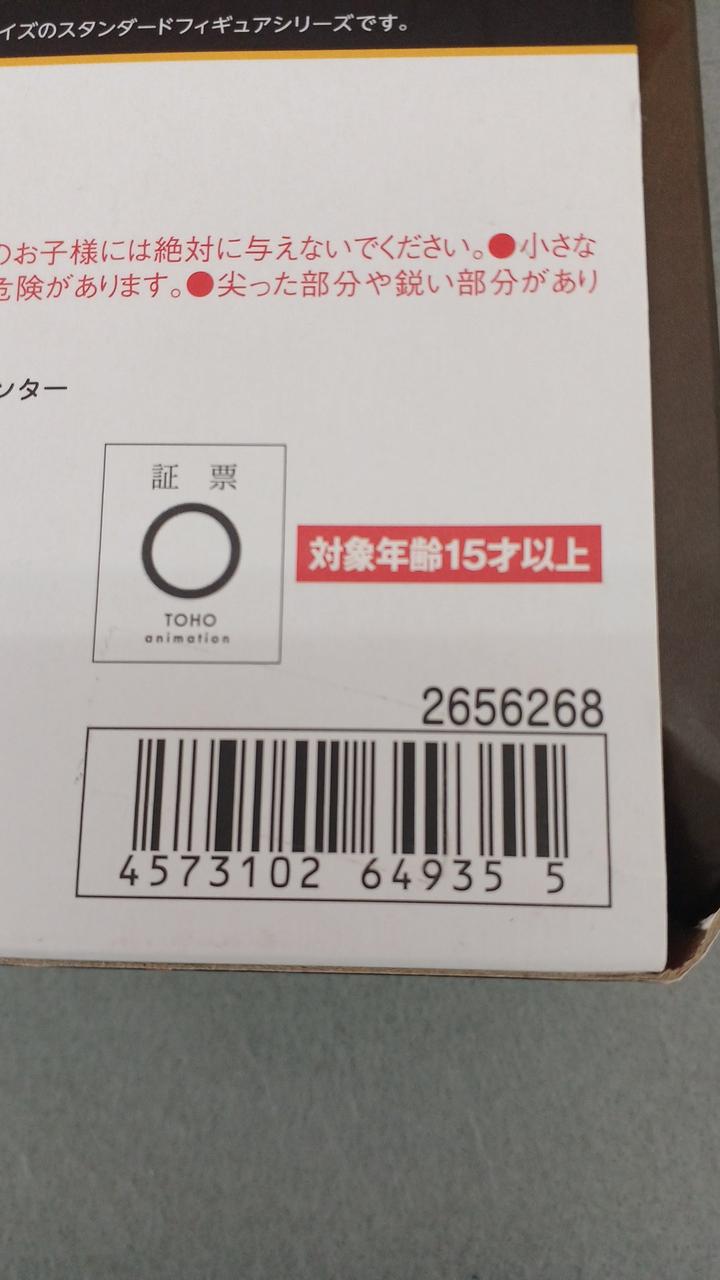 イズのスタンダードフィギュアシリーズです。
のお子様には絶対に与えないでください。●小さな
危険があります。●尖った部分や鋭い部分があり
ンター
証 票
TOHO
animation
対象年齢15才以上
2656268
4573102 64935 5